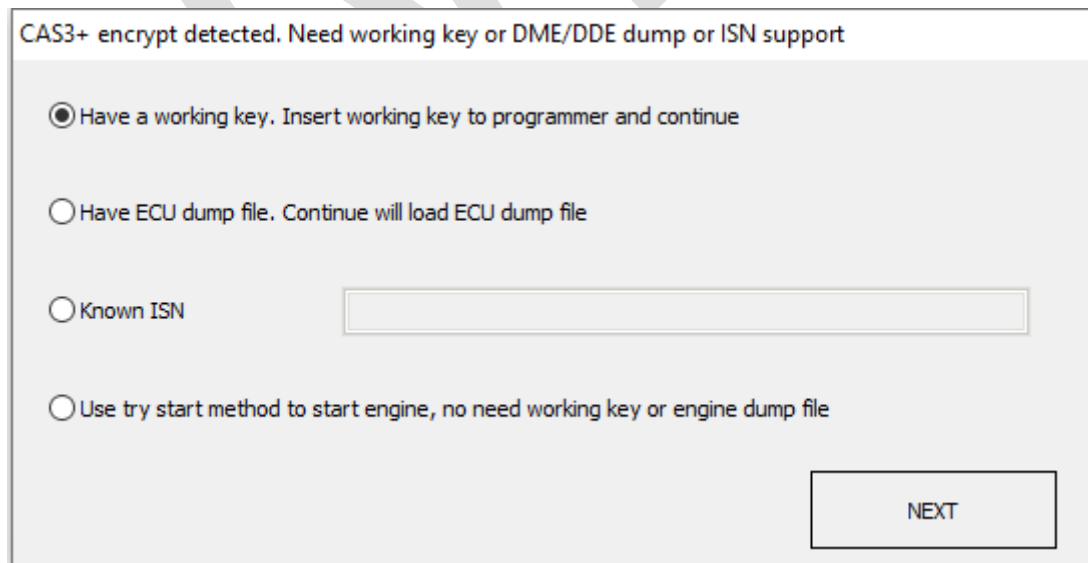 CAS3+ encrypt detected. Need working key or DME/DDE dump or ISN support
Have a working key. Insert working key to programmer and continue
Have ECU dump file. Continue will load ECU dump file
Known ISN
Use try start method to start engine, no need working key or engine dump file
NEXT